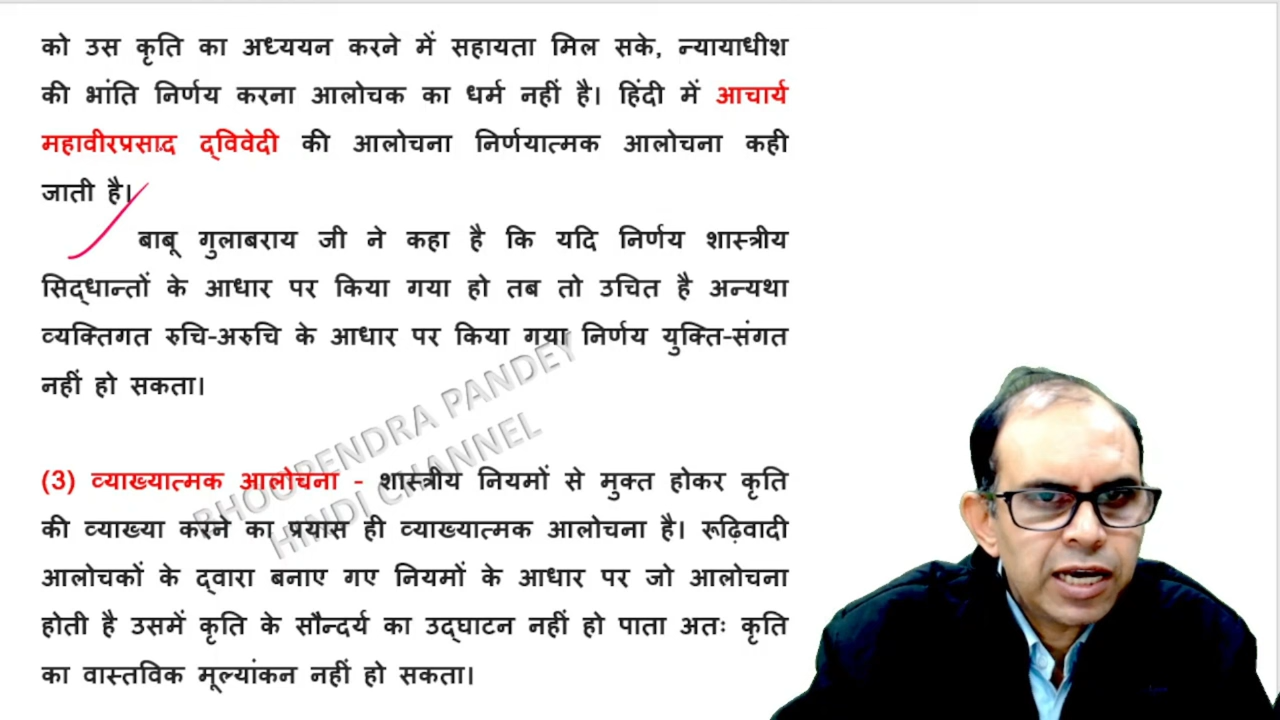 को उस कृति का अध्ययन करने में सहायता मिल सके, न्यायाधीश
की भांति निर्णय करना आलोचक का धर्म नहीं है। हिंदी में आचार्य
महावीरप्रसाद द्विवेदी की आलोचना निर्णयात्मक आलोचना कही
जाती है।
बाबू गुलाबराय जी ने कहा है कि यदि निर्णय शास्त्रीय
सिद्धान्तों के आधार पर किया गया हो तब तो उचित है अन्यथा
व्यक्तिगत रुचि-अरुचि के आधार पर किया गया निर्णय युक्ति-संगत
नहीं हो सकता।
(3) व्याख्यात्मक आलोचना - शास्त्रीय नियमों से मुक्त होकर कृति
की व्याख्या करने का प्रयास ही व्याख्यात्मक आलोचना है। रूढ़िवादी
आलोचकों के द्वारा बनाए गए नियमों के आधार पर जो आलोचना
होती है उसमें कृति के सौन्दर्य का उद्घाटन नहीं हो पाता अतः कृति
का वास्तविक मूल्यांकन नहीं हो सकता।
BHOOPENDRA PANDEY
HINDI CHANNEL